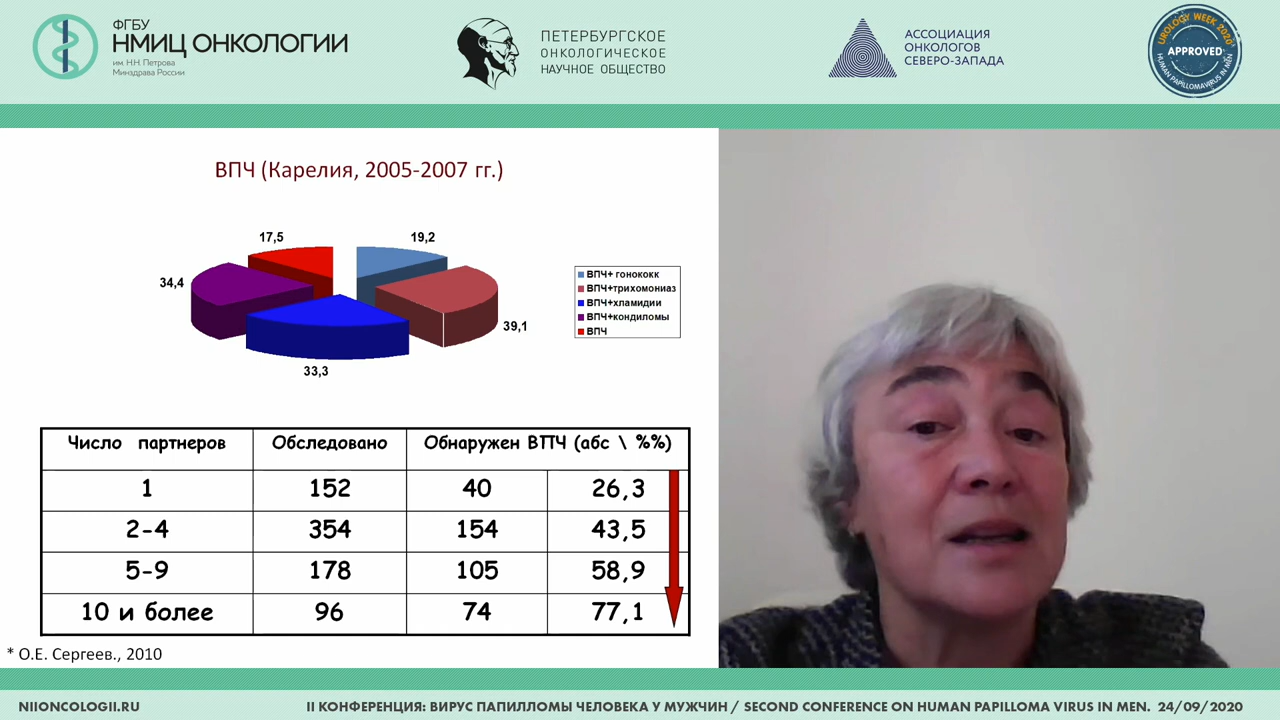 ФГБУ
НМИЦ ОНКОЛОГИИ
им. Н.Н. Петрова
Минздрава России
ПЕТЕРБУРГСКОЕ
ОНКОЛОГИЧЕСКОЕ
НАУЧНОЕ ОБЩЕСТВО
АССОЦИАЦИЯ
ОНКОЛОГОВ
СЕВЕРО-ЗАПАДА
UROLOGY WEEK 2020
APPROVED
HUMAN PAPILLOMAVIRUS IN MEN
ВПЧ (Карелия, 2005-2007 гг.)
17,5
19,2
34,4
39,1
33,3
ВПЧ+ гонококк
ВПЧ+трихомониаз
ВПЧ+хламидии
ВПЧ+кондиломы
ВПЧ
Число партнеров Обследовано Обнаружен ВПЧ (абс \ %%)
1 152 40 26,3
2-4 354 154 43,5
5-9 178 105 58,9
10 и более 96 74 77,1
* О.Е. Сергеев., 2010
NIIONCOLOGII.RU
II КОНФЕРЕНЦИЯ: ВИРУС ПАПИЛЛОМЫ ЧЕЛОВЕКА У МУЖЧИН / SECOND CONFERENCE ON HUMAN PAPILLOMA VIRUS IN MEN. 24/09/2020